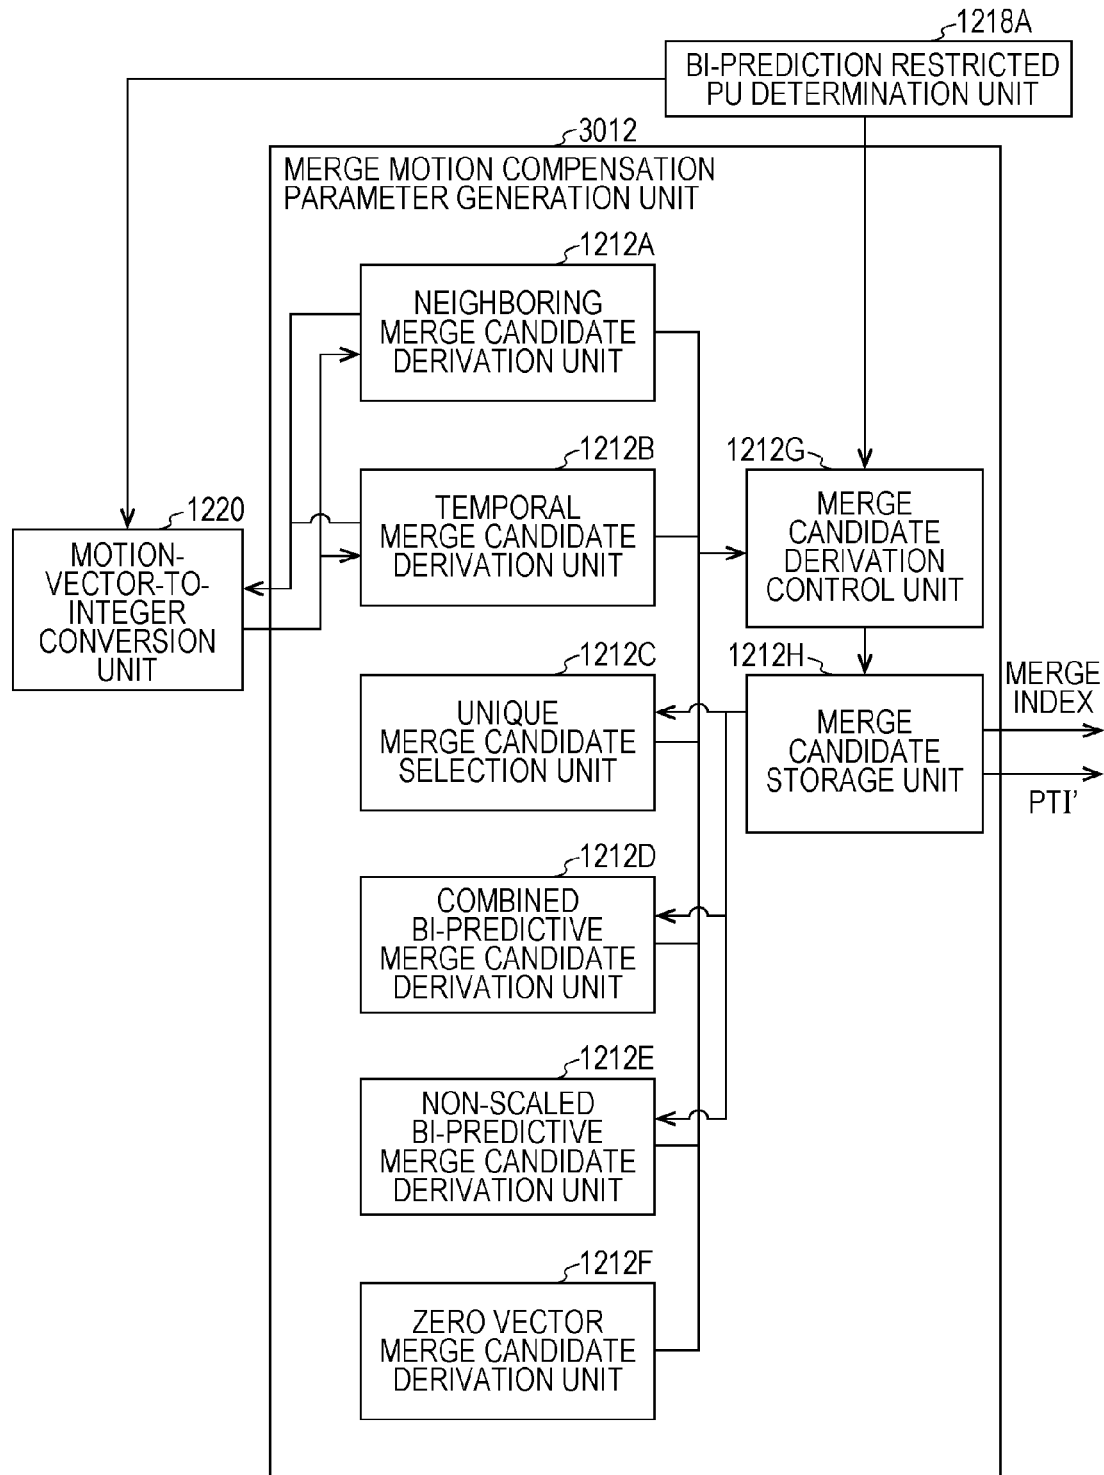 1218A
BI-PREDICTION RESTRICTED
PU DETERMINATION UNIT
3012
MERGE MOTION COMPENSATION
PARAMETER GENERATION UNIT
1212A
NEIGHBORING
MERGE CANDIDATE
DERIVATION UNIT
1212B
TEMPORAL
MERGE CANDIDATE
DERIVATION UNIT
1212G
MERGE
CANDIDATE
DERIVATION
CONTROL UNIT
1220
MOTION-
VECTOR-TO-
INTEGER
CONVERSION
UNIT
1212C
UNIQUE
MERGE CANDIDATE
SELECTION UNIT
1212H
MERGE
CANDIDATE
STORAGE UNIT
MERGE
INDEX
PTI'
1212D
COMBINED
BI-PREDICTIVE
MERGE CANDIDATE
DERIVATION UNIT
1212E
NON-SCALED
BI-PREDICTIVE
MERGE CANDIDATE
DERIVATION UNIT
1212F
ZERO VECTOR
MERGE CANDIDATE
DERIVATION UNIT